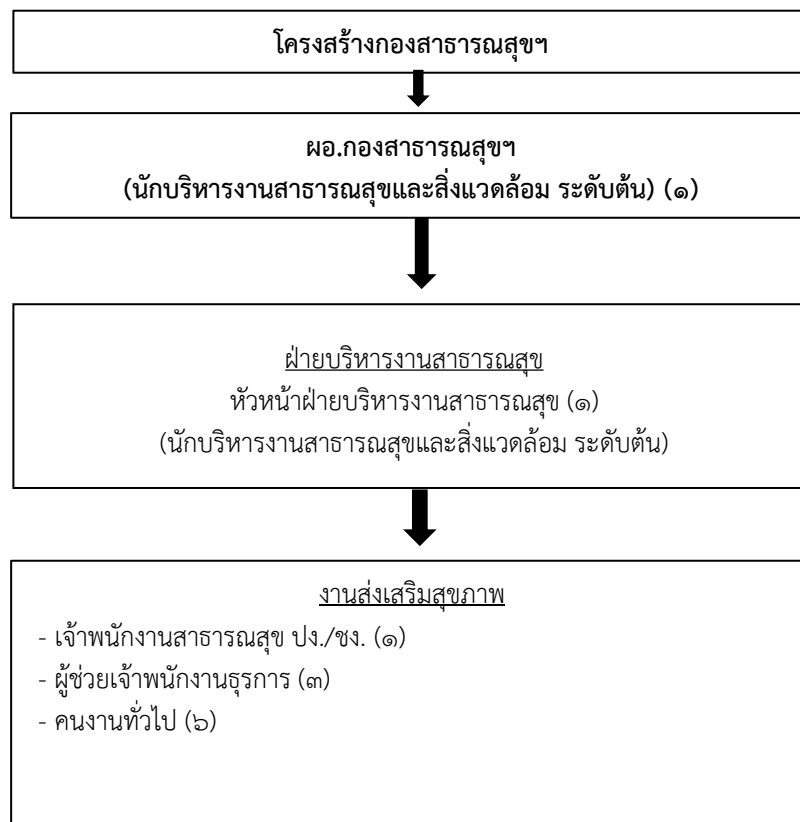 โครงสร้างกองสาธารณสุขฯ
ผอ.กองสาธารณสุขฯ
(นักบริหารงานสาธารณสุขและสิ่งแวดล้อม ระดับต้น) (๑)
ฝ่ายบริหารงานสาธารณสุข
หัวหน้าฝ่ายบริหารงานสาธารณสุข (๑)
(นักบริหารงานสาธารณสุขและสิ่งแวดล้อม ระดับต้น)
งานส่งเสริมสุขภาพ
- เจ้าพนักงานสาธารณสุข ปง./ชง. (๑)
- ผู้ช่วยเจ้าพนักงานธุรการ (๓)
- คนงานทั่วไป (๖)